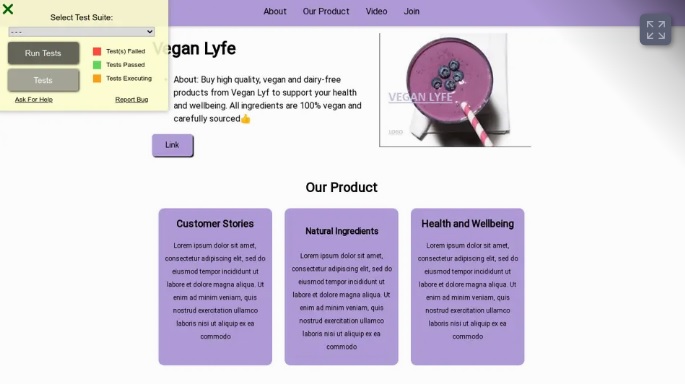 About Our Product Video Join
Select Test Suite:
- - -
Run Tests
Tests
Test(s) Failed
Tests Passed
Tests Executing
Ask For Help Report Bug
Vegan Lyfe
About: Buy high quality, vegan and dairy-free
products from Vegan Lyf to support your health
and wellbeing. All ingredients are 100% vegan and
carefully sourced👍
Link
VEGAN LYFE
Our Product
Customer Stories
Lorem ipsum dolor sit amet,
consectetur adipiscing elit, sed do
eiusmod tempor incididunt ut
labore et dolore magna aliqua. Ut
enim ad minim veniam, quis
nostrud exercitation ullamco
laboris nisi ut aliquip ex ea
commodo
Natural Ingredients
Lorem ipsum dolor sit amet,
consectetur adipiscing elit, sed do
eiusmod tempor incididunt ut
labore et dolore magna aliqua. Ut
enim ad minim veniam, quis
nostrud exercitation ullamco
laboris nisi ut aliquip ex ea
commodo
Health and Wellbeing
Lorem ipsum dolor sit amet,
consectetur adipiscing elit, sed do
eiusmod tempor incididunt ut
labore et dolore magna aliqua. Ut
enim ad minim veniam, quis
nostrud exercitation ullamco
laboris nisi ut aliquip ex ea
commodo